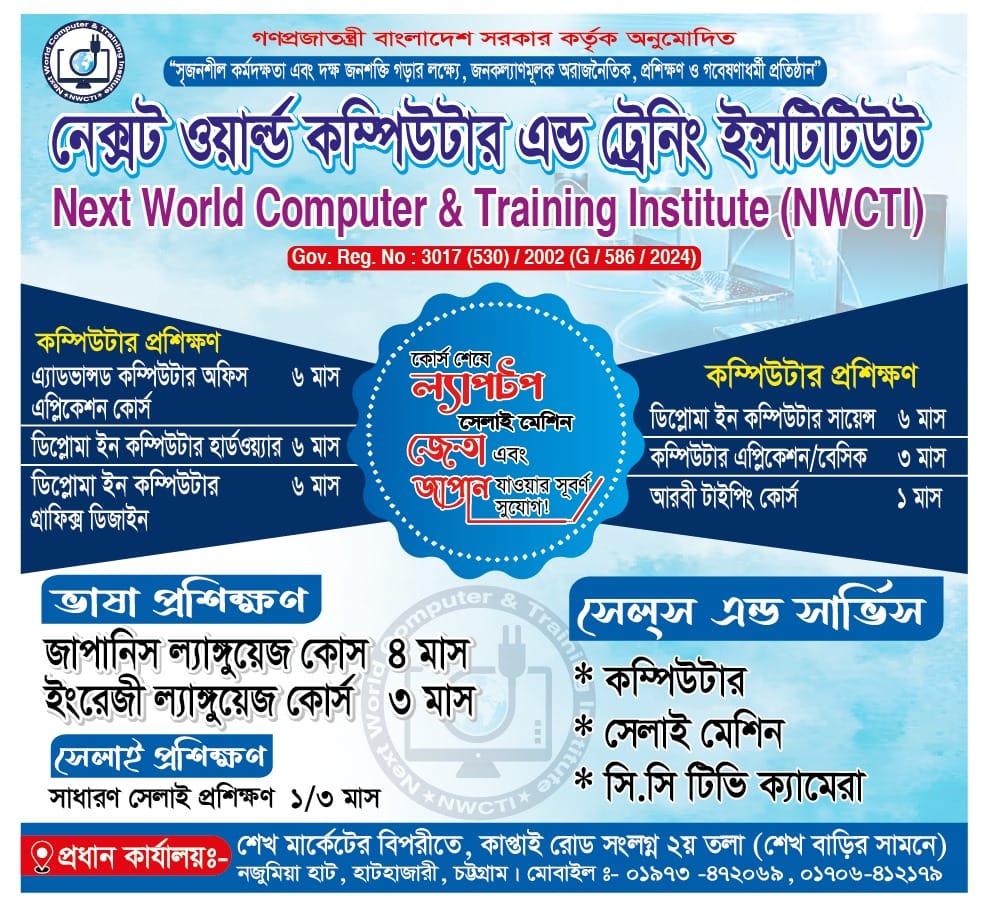 Next World Computer & Training Institute
NWCTI
গণপ্রজাতন্ত্রী বাংলাদেশ সরকার কর্তৃক অনুমোদিত
“সৃজনশীল কর্মদক্ষতা এবং দক্ষ জনশক্তি গড়ার লক্ষ্যে, জনকল্যাণমূলক অরাজনৈতিক, প্রশিক্ষণ ও গবেষণাধর্মী প্রতিষ্ঠান”
নেক্সট ওয়ার্ল্ড কম্পিউটার এন্ড ট্রেনিং ইন্সটিটিউট
Next World Computer & Training Institute (NWCTI)
Gov. Reg. No : 3017 (530) / 2002 (G / 586 / 2024)
কম্পিউটার প্রশিক্ষণ
এ্যাডভান্সড কম্পিউটার অফিস ৬ মাস
এপ্লিকেশন কোর্স
ডিপ্লোমা ইন কম্পিউটার হার্ডওয়্যার ৬ মাস
ডিপ্লোমা ইন কম্পিউটার ৬ মাস
গ্রাফিক্স ডিজাইন
কোর্স শেষে
ল্যাপটপ
সেলাই মেশিন
জেতা এবং
জাপান যাওয়ার সূবর্ণ
সুযোগ!
কম্পিউটার প্রশিক্ষণ
ডিপ্লোমা ইন কম্পিউটার সায়েন্স ৬ মাস
কম্পিউটার এপ্লিকেশন/বেসিক ৩ মাস
আরবী টাইপিং কোর্স ১ মাস
ভাষা প্রশিক্ষণ
জাপানিস ল্যাঙ্গুয়েজ কোস ৪ মাস
ইংরেজী ল্যাঙ্গুয়েজ কোর্স ৩ মাস
সেলাই প্রশিক্ষণ
সাধারণ সেলাই প্রশিক্ষণ ১/৩ মাস
Next World Computer & Training Institute
NWCTI
সেল্স এন্ড সার্ভিস
* কম্পিউটার
* সেলাই মেশিন
* সি.সি টিভি ক্যামেরা
প্রধান কার্যালয়ঃ- শেখ মার্কেটের বিপরীতে, কাপ্তাই রোড সংলগ্ন ২য় তলা (শেখ বাড়ির সামনে)
নজুমিয়া হাট, হাটহাজারী, চট্টগ্রাম। মোবাইল ঃ- ০১৯৭৩ -৪৭২০৬৯, ০১৭০৬-৪১২১৭৯